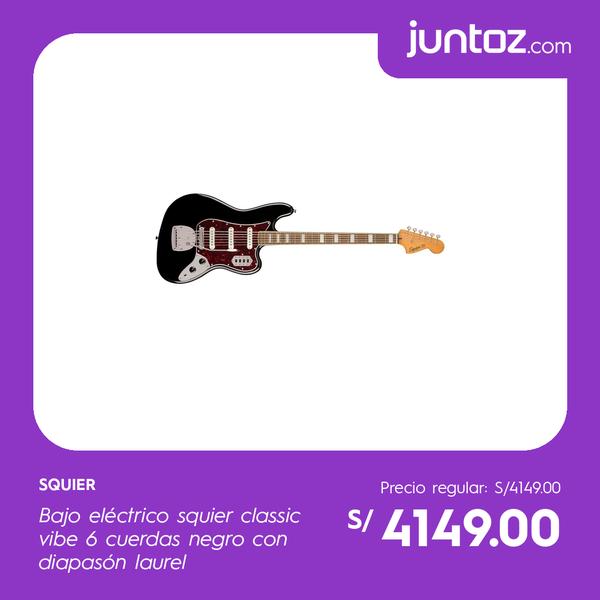 juntoz.com
SQUIER
Bajo eléctrico squier classic
vibe 6 cuerdas negro con
diapasón laurel
Precio regular: S/4149.00
S/ 4149.00